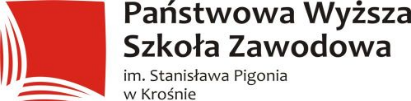 Państwowa Wyższa
Szkoła Zawodowa
im. Stanisława Pigonia
w Krośnie